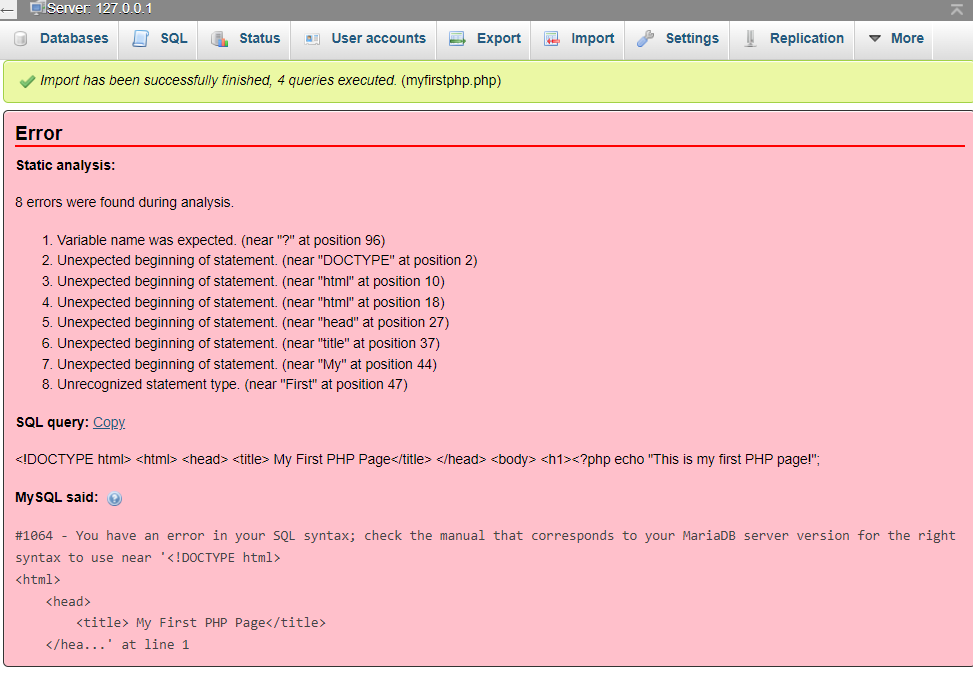 Server: 127.0.0.1
Databases SQL Status User accounts Export Import Settings Replication More
Import has been successfully finished, 4 queries executed. (myfirstphp.php)
Error
Static analysis:
8 errors were found during analysis.
1. Variable name was expected. (near "?" at position 96)
2. Unexpected beginning of statement. (near "DOCTYPE" at position 2)
3. Unexpected beginning of statement. (near "html" at position 10)
4. Unexpected beginning of statement. (near "html" at position 18)
5. Unexpected beginning of statement. (near "head" at position 27)
6. Unexpected beginning of statement. (near "title" at position 37)
7. Unexpected beginning of statement. (near "My" at position 44)
8. Unrecognized statement type. (near "First" at position 47)
SQL query: Copy
<!DOCTYPE html> <html> <head> <title> My First PHP Page</title> </head> <body> <h1><?php echo "This is my first PHP page!";
MySQL said:
#1064 - You have an error in your SQL syntax; check the manual that corresponds to your MariaDB server version for the right
syntax to use near '<!DOCTYPE html>
<html>
<head>
<title> My First PHP Page</title>
</hea...' at line 1